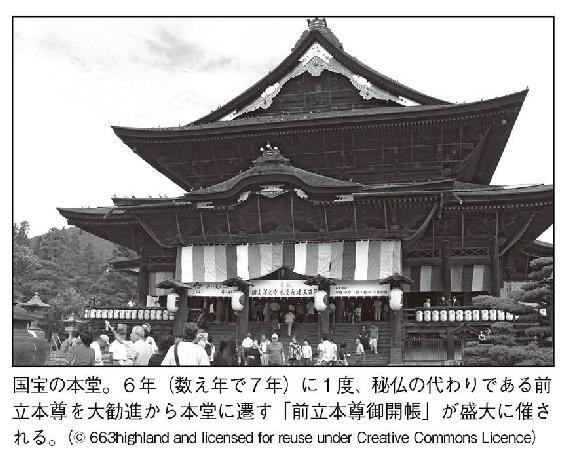 国宝の本堂。６年（数え年で７年）に１度、秘仏の代わりである前
立本尊を大勧進から本堂に遷す「前立本尊御開帳」が盛大に催さ
れる。（© 663highland and licensed for reuse under Creative Commons Licence）